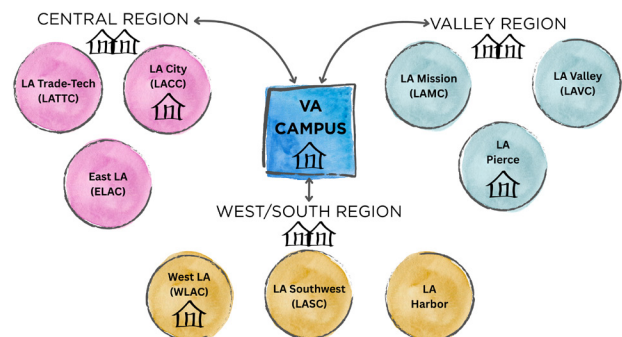 CENTRAL REGION
VALLEY REGION
LA Trade-Tech
(LATTC)
LA City
(LACC)
East LA
(ELAC)
VA
CAMPUS
LA Mission
(LAMC)
LA Valley
(LAVC)
LA
Pierce
WEST/SOUTH REGION
West LA
(WLAC)
LA Southwest
(LASC)
LA
Harbor